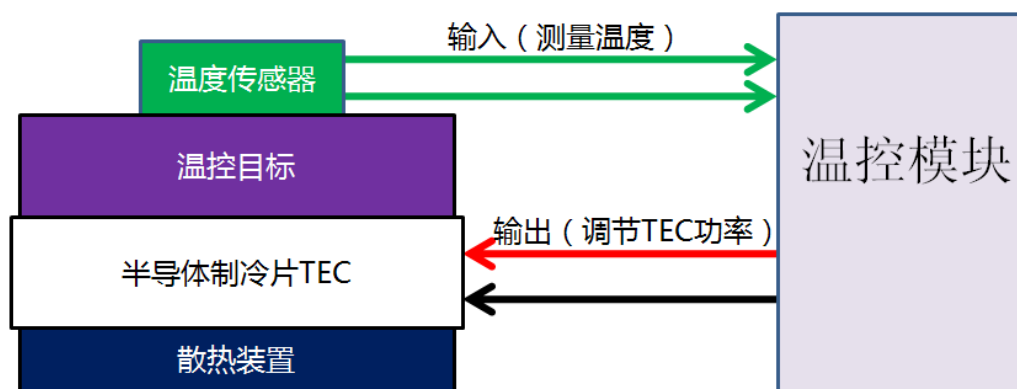 输入（测量温度）
温度传感器
温控目标
温控模块
输出（调节TEC功率）
半导体制冷片TEC
散热装置